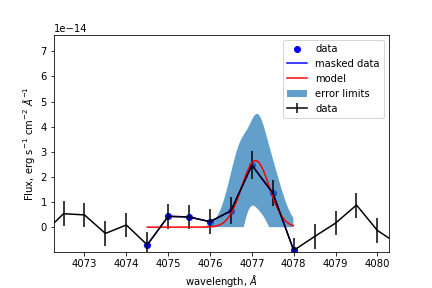 1e−14
data
masked data
model
error limits
data
7
6
5
4
3
2
1
0
Flux, erg s⁻¹ cm⁻² Å⁻¹
4073 4074 4075 4076 4077 4078 4079 4080
wavelength, Å